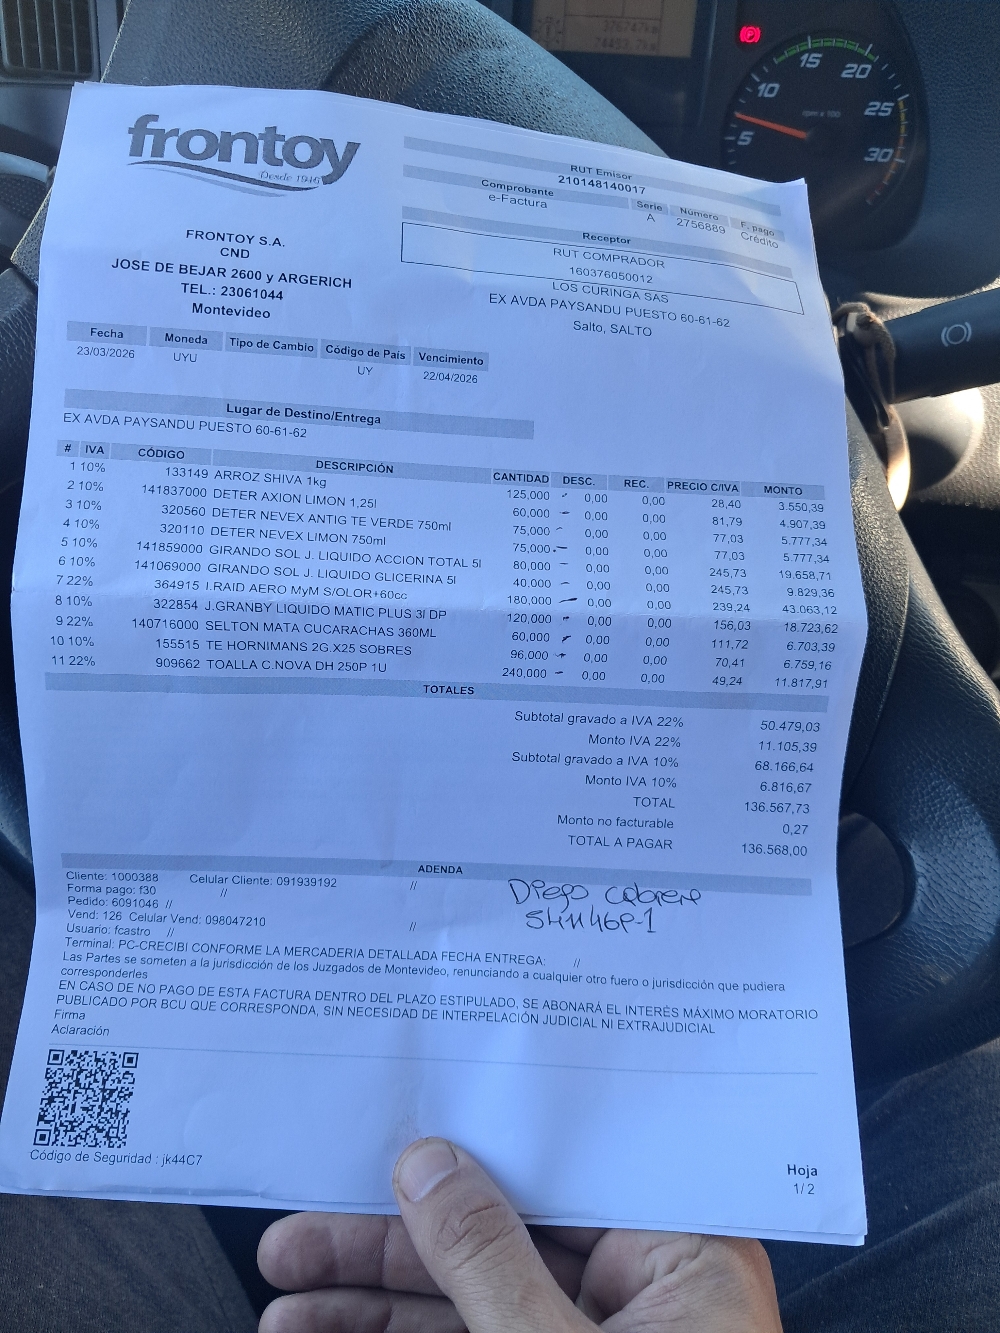 376747km
74493.7km
5 10 15 20 25 30
rpm x 100
frontoy
Desde 1946
RUT Emisor
210148140017
Comprobante Serie Número F. pago
e-Factura A 2756889 Crédito
Receptor
RUT COMPRADOR
160376050012
LOS CURINGA SAS
EX AVDA PAYSANDU PUESTO 60-61-62
Salto, SALTO
FRONTOY S.A.
CND
JOSE DE BEJAR 2600 y ARGERICH
TEL.: 23061044
Montevideo
Fecha Moneda Tipo de Cambio Código de País Vencimiento
23/03/2026 UYU UY 22/04/2026
Lugar de Destino/Entrega
EX AVDA PAYSANDU PUESTO 60-61-62
# IVA CÓDIGO DESCRIPCIÓN CANTIDAD DESC. REC. PRECIO C/IVA MONTO
1 10% 133149 ARROZ SHIVA 1kg 125,000 0,00 0,00 28,40 3.550,39
2 10% 141837000 DETER AXION LIMON 1,25l 60,000 0,00 0,00 81,79 4.907,39
3 10% 320560 DETER NEVEX ANTIG TE VERDE 750ml 75,000 0,00 0,00 77,03 5.777,34
4 10% 320110 DETER NEVEX LIMON 750ml 75,000 0,00 0,00 77,03 5.777,34
5 10% 141859000 GIRANDO SOL J. LIQUIDO ACCION TOTAL 5l 80,000 0,00 0,00 245,73 19.658,71
6 10% 141069000 GIRANDO SOL J. LIQUIDO GLICERINA 5l 40,000 0,00 0,00 245,73 9.829,36
7 22% 364915 I.RAID AERO MyM S/OLOR+60cc 180,000 0,00 0,00 239,24 43.063,12
8 10% 322854 J.GRANBY LIQUIDO MATIC PLUS 3l DP 120,000 0,00 0,00 156,03 18.723,62
9 22% 140716000 SELTON MATA CUCARACHAS 360ML 60,000 0,00 0,00 111,72 6.703,39
10 10% 155515 TE HORNIMANS 2G.X25 SOBRES 96,000 0,00 0,00 70,41 6.759,16
11 22% 909662 TOALLA C.NOVA DH 250P 1U 240,000 0,00 0,00 49,24 11.817,91
TOTALES
Subtotal gravado a IVA 22% 50.479,03
Monto IVA 22% 11.105,39
Subtotal gravado a IVA 10% 68.166,64
Monto IVA 10% 6.816,67
TOTAL 136.567,73
Monto no facturable 0,27
TOTAL A PAGAR 136.568,00
ADENDA
Cliente: 1000388 Celular Cliente: 091939192 //
Forma pago: f30 //
Pedido: 6091046 //
Vend: 126 Celular Vend: 098047210 //
Usuario: fcastro //
Diego Cabrera
Terminal: PC-CRECIBI CONFORME LA MERCADERIA DETALLADA FECHA ENTREGA: //
Las Partes se someten a la jurisdicción de los Juzgados de Montevideo, renunciando a cualquier otro fuero o jurisdicción que pudiera
corresponderles
EN CASO DE NO PAGO DE ESTA FACTURA DENTRO DEL PLAZO ESTIPULADO, SE ABONARÁ EL INTERÉS MÁXIMO MORATORIO
PUBLICADO POR BCU QUE CORRESPONDA, SIN NECESIDAD DE INTERPELACIÓN JUDICIAL NI EXTRAJUDICIAL
Firma
Aclaración
Código de Seguridad : jk44C7
Hoja
1/ 2